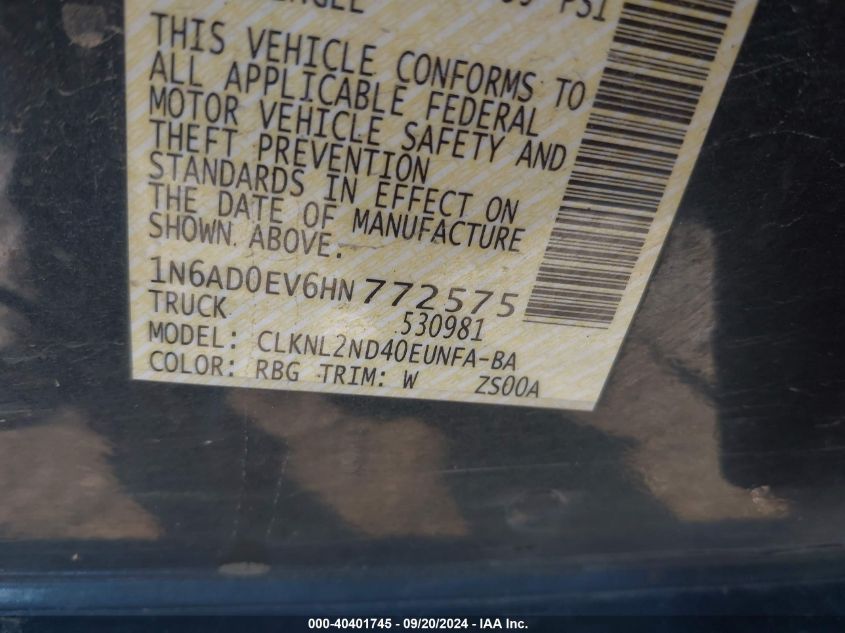 PSI
THIS VEHICLE CONFORMS TO
ALL APPLICABLE FEDERAL
MOTOR VEHICLE SAFETY AND
THEFT PREVENTION
STANDARDS IN EFFECT ON
THE DATE OF MANUFACTURE
SHOWN ABOVE.
1N6AD0EV6HN772575
TRUCK 530981
MODEL: CLKNL2ND40EUNFA-BA
COLOR: RBG TRIM: W ZS00A
000-40401745 - 09/20/2024 - IAA Inc.